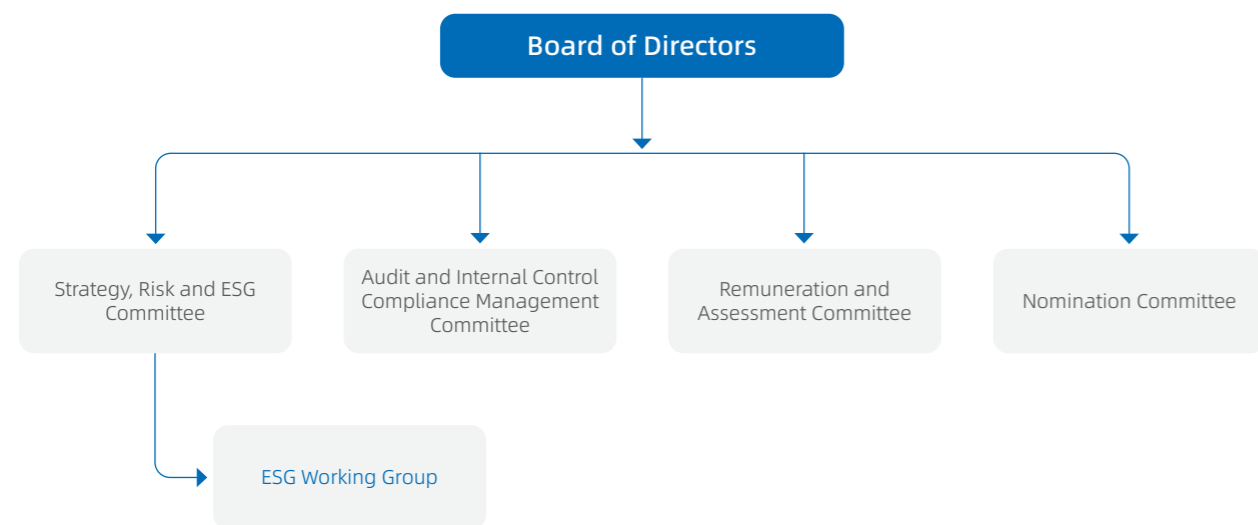 Board of Directors
Strategy, Risk and ESG
Committee
Audit and Internal Control
Compliance Management
Committee
Remuneration and
Assessment Committee
Nomination Committee
ESG Working Group